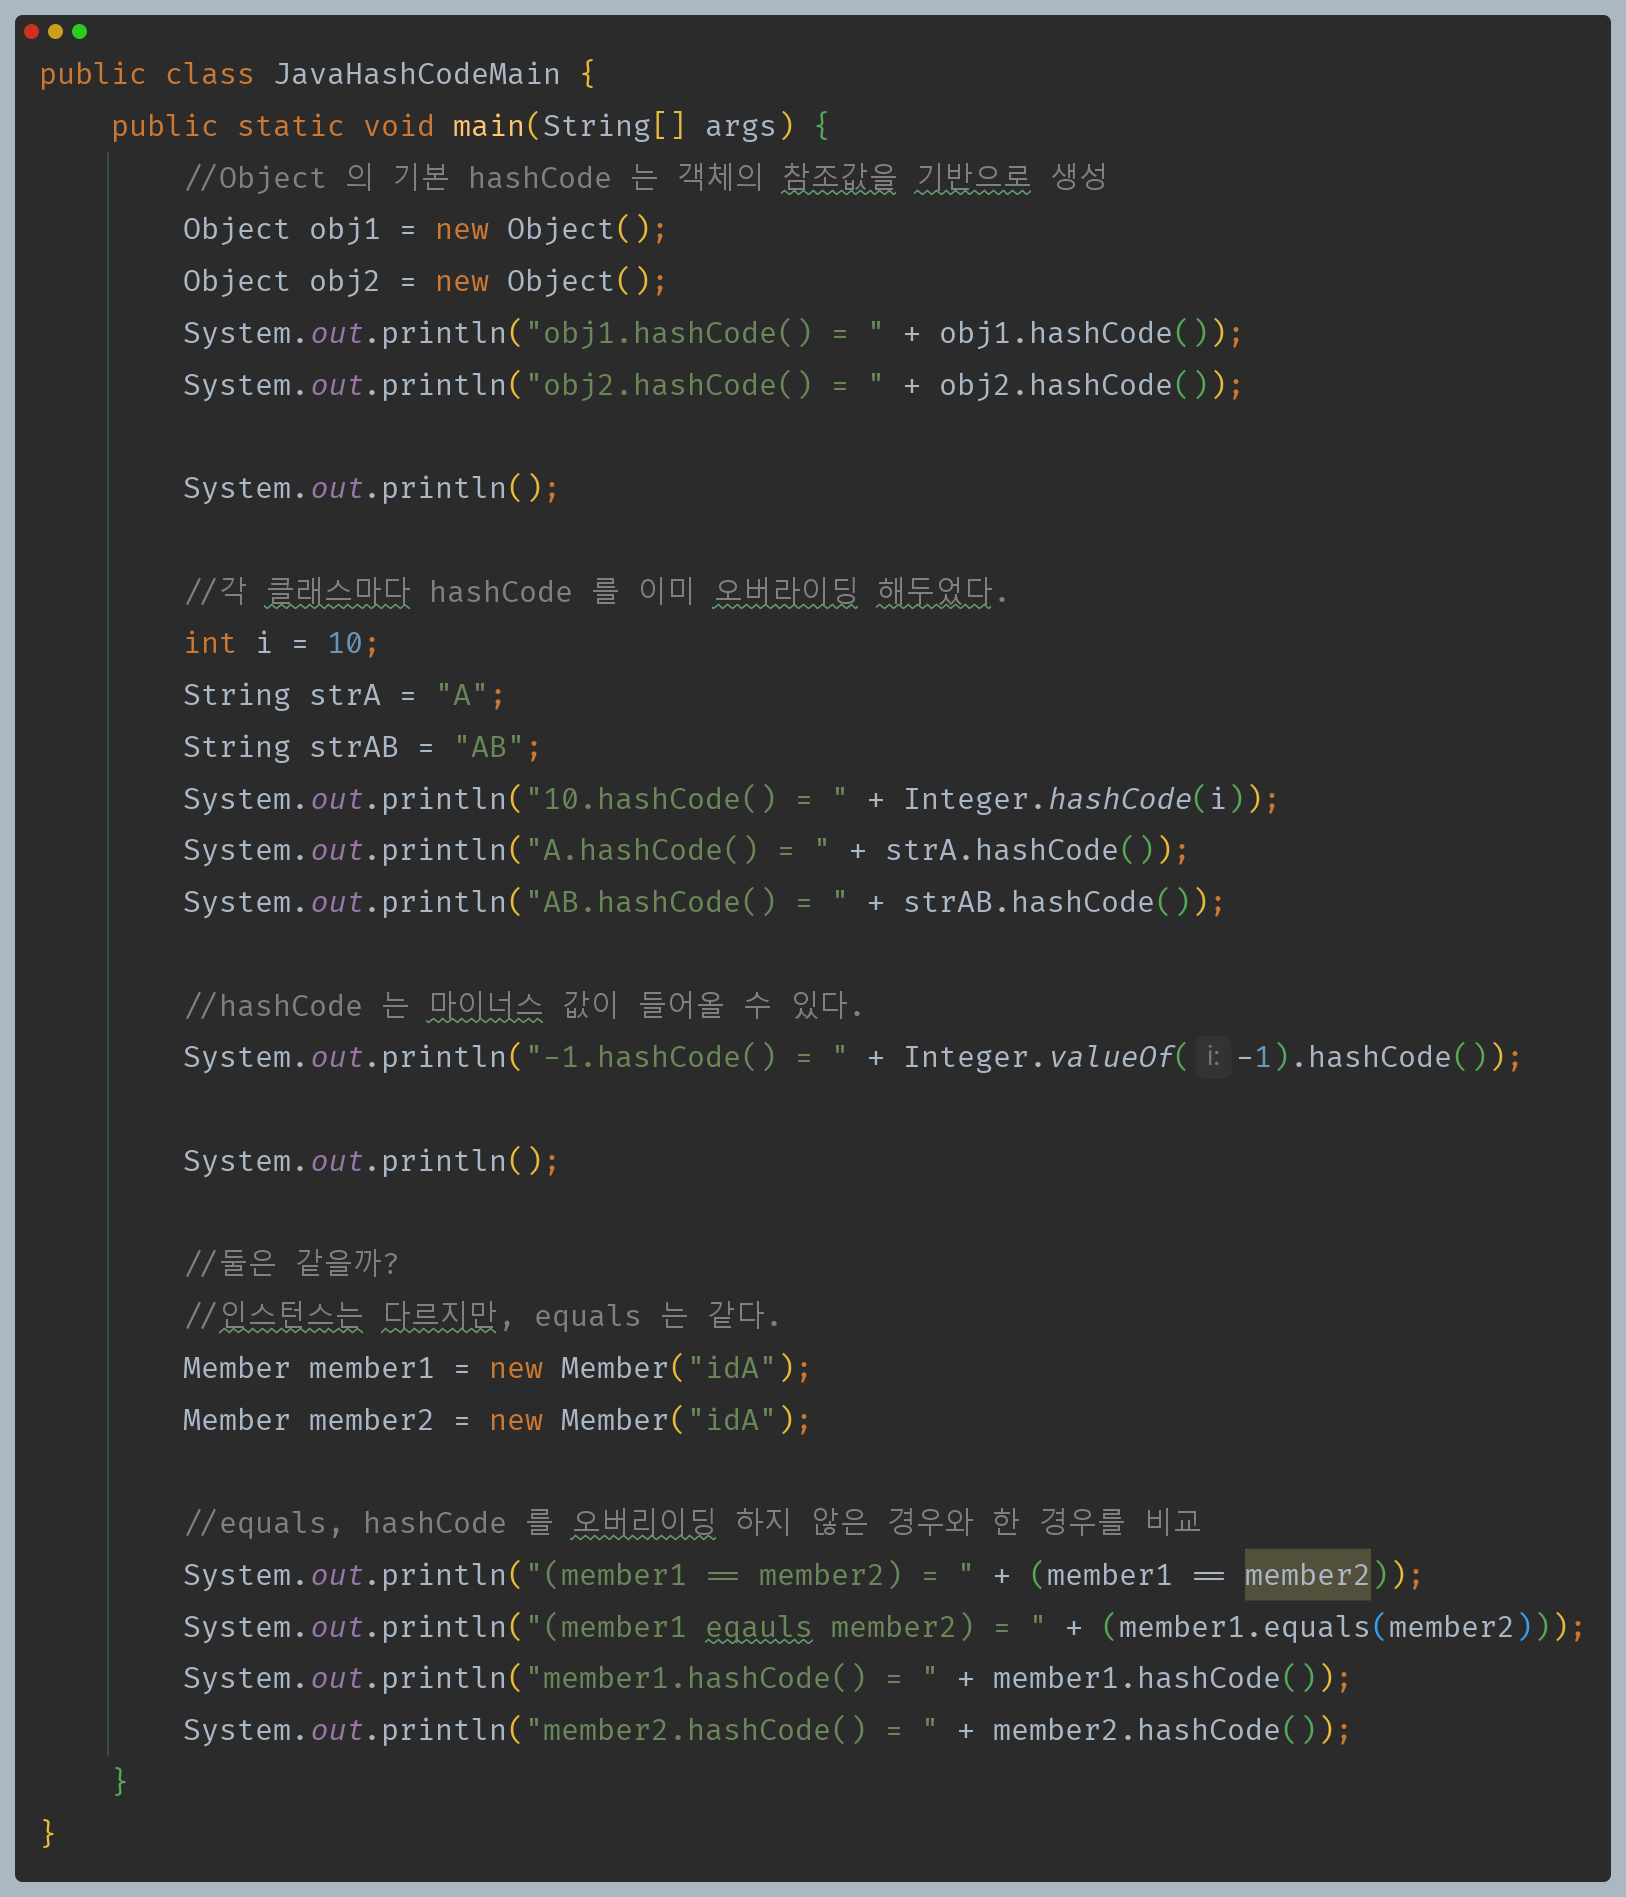 public class JavaHashCodeMain {
public static void main(String[] args) {
//Object 의 기본 hashCode 는 객체의 참조값을 기반으로 생성
Object obj1 = new Object();
Object obj2 = new Object();
System.out.println("obj1.hashCode() = " + obj1.hashCode());
System.out.println("obj2.hashCode() = " + obj2.hashCode());
System.out.println();
//각 클래스마다 hashCode 를 이미 오버라이딩 해두었다.
int i = 10;
String strA = "A";
String strAB = "AB";
System.out.println("10.hashCode() = " + Integer.hashCode(i));
System.out.println("A.hashCode() = " + strA.hashCode());
System.out.println("AB.hashCode() = " + strAB.hashCode());
//hashCode 는 마이너스 값이 들어올 수 있다.
System.out.println("-1.hashCode() = " + Integer.valueOf( i: -1).hashCode());
System.out.println();
//둘은 같을까?
//인스턴스는 다르지만, equals 는 같다.
Member member1 = new Member("idA");
Member member2 = new Member("idA");
//equals, hashCode 를 오버리이딩 하지 않은 경우와 한 경우를 비교
System.out.println("(member1 == member2) = " + (member1 == member2));
System.out.println("(member1 eqauls member2) = " + (member1.equals(member2)));
System.out.println("member1.hashCode() = " + member1.hashCode());
System.out.println("member2.hashCode() = " + member2.hashCode());
}
}